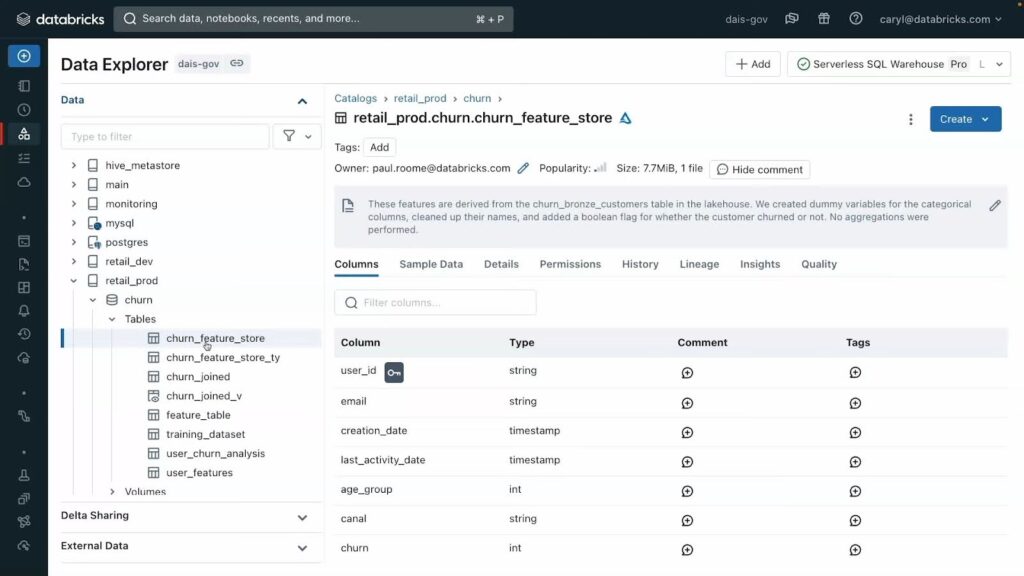 databricks
Search data, notebooks, recents, and more...
⌘ + P
dais-gov
caryl@databricks.com
Data Explorer
dais-gov
Add
Serverless SQL Warehouse Pro L
Data
Type to filter
hive_metastore
main
monitoring
mysql
postgres
retail_dev
retail_prod
churn
Tables
churn_feature_store
churn_feature_store_ty
churn_joined
churn_joined_v
feature_table
training_dataset
user_churn_analysis
user_features
Volumes
Delta Sharing
External Data
Catalogs > retail_prod > churn >
retail_prod.churn.churn_feature_store
Create
Tags: Add
Owner: paul.roome@databricks.com Popularity: Size: 7.7MiB, 1 file Hide comment
These features are derived from the churn_bronze_customers table in the lakehouse. We created dummy variables for the categorical
columns, cleaned up their names, and added a boolean flag for whether the customer churned or not. No aggregations were
performed.
Columns Sample Data Details Permissions History Lineage Insights Quality
Filter columns...
Column Type Comment Tags
user_id string
email string
creation_date timestamp
last_activity_date timestamp
age_group int
canal string
churn int